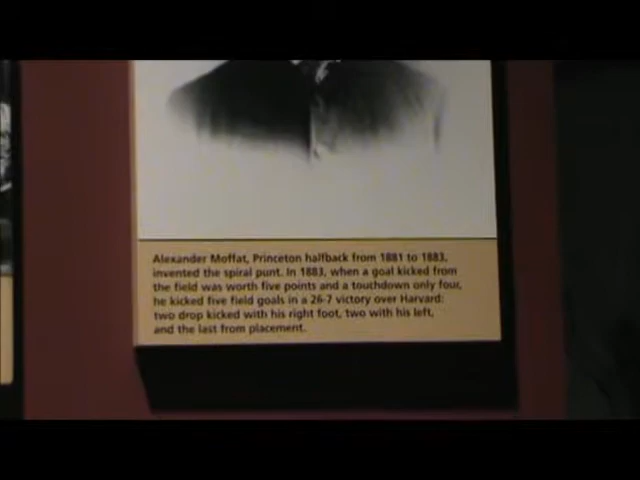 Alexander Moffat, Princeton halfback from 1881 to 1883,
invented the spiral punt. In 1883, when a goal kicked from
the field was worth five points and a touchdown only four,
he kicked five field goals in a 26-7 victory over Harvard:
two drop kicked with his right foot, two with his left,
and the last from placement.